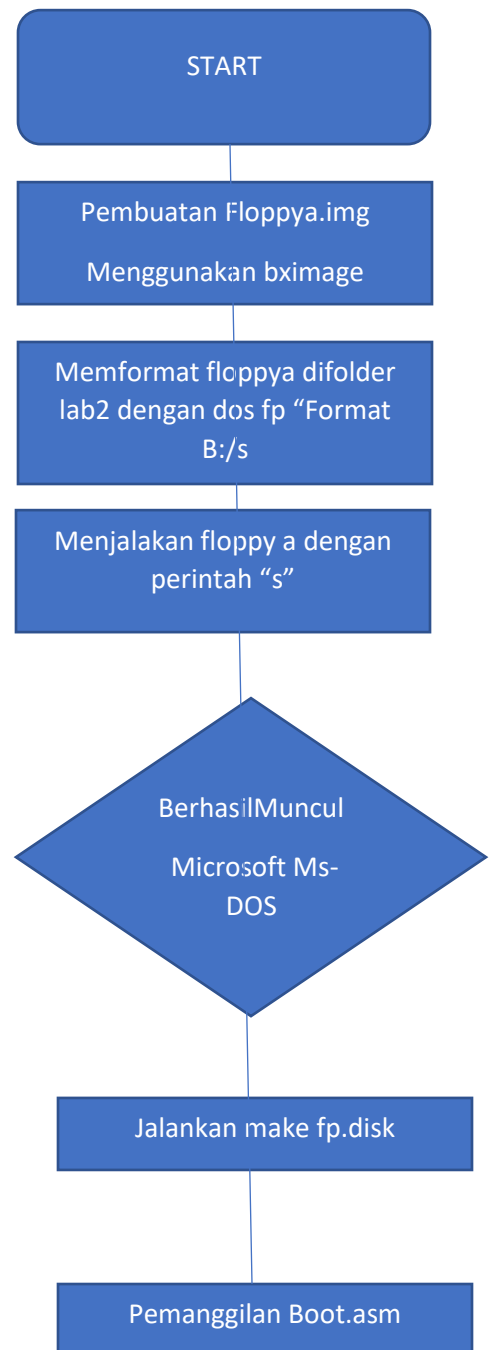 START
Pembuatan Floppya.img
Menggunakan bximage
Memformat floppya difolder
lab2 dengan dos fp “Format
B:/s
Menjalakan floppy a dengan
perintah “s”
BerhasilMuncul
Microsoft Ms-
DOS
Jalankan make fp.disk
Pemanggilan Boot.asm